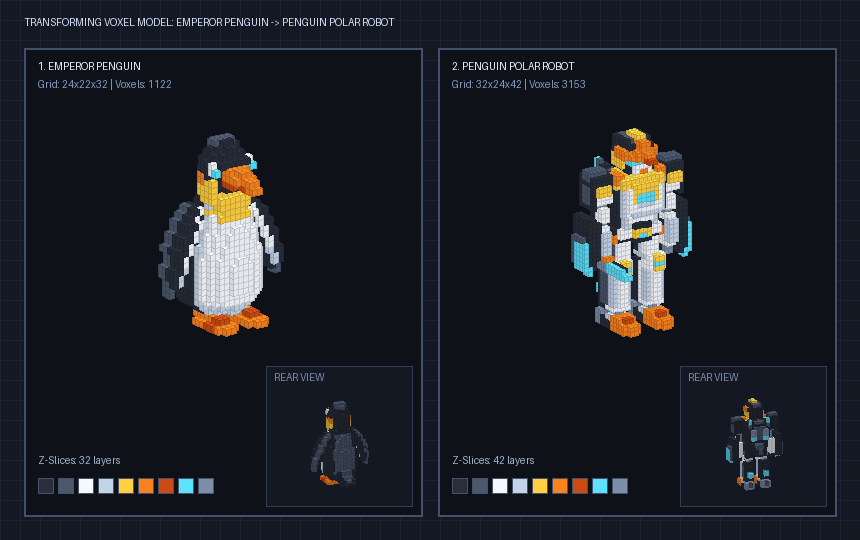 TRANSFORMING VOXEL MODEL: EMPEROR PENGUIN -> PENGUIN POLAR ROBOT
1. EMPEROR PENGUIN
Grid: 24x22x32 | Voxels: 1122
REAR VIEW
Z-Slices: 32 layers
2. PENGUIN POLAR ROBOT
Grid: 32x24x42 | Voxels: 3153
REAR VIEW
Z-Slices: 42 layers